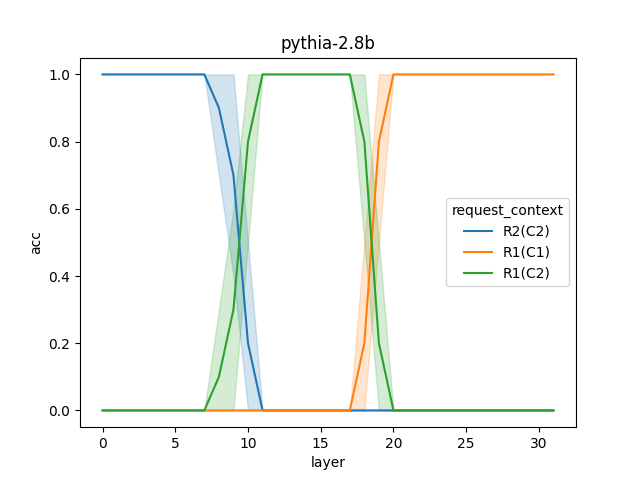 pythia-2.8b
acc
1.0
0.8
0.6
0.4
0.2
0.0
request_context
R2(C2)
R1(C1)
R1(C2)
0
5
10
15
20
25
30
layer